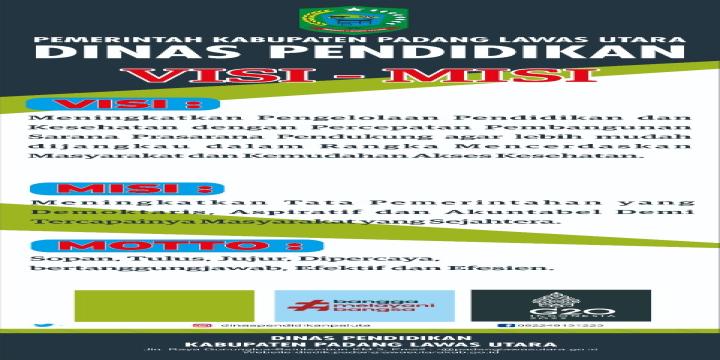 PEMERINTAH KABUPATEN PADANG LAWAS UTARA
DINAS PENDIDIKAN
VISI - MISI
VISI :
Meningkatkan Pengelolaan Pendidikan dan
Kesehatan dengan Percepatan Pembangunan
Sarana Prasarana Pendukung agar lebih mudah
dijangkau dalam Rangka Mencerdaskan
Masyarakat dan Kemudahan Akses Kesehatan.
MISI :
Meningkatkan Tata Pemerintahan yang
Demoktaris, Aspiratif dan Akuntabel Demi
Tercapainya Masyarakat yang Sejahtera.
MOTTO :
Sopan, Tulus, Jujur, Dipercaya,
bertanggungjawab, Efektif dan Efesien.
bangga
melayani
bangsa
G20
dinaspendidikanpaluta
DINAS PENDIDIKAN
KABUPATEN PADANG LAWAS UTARA